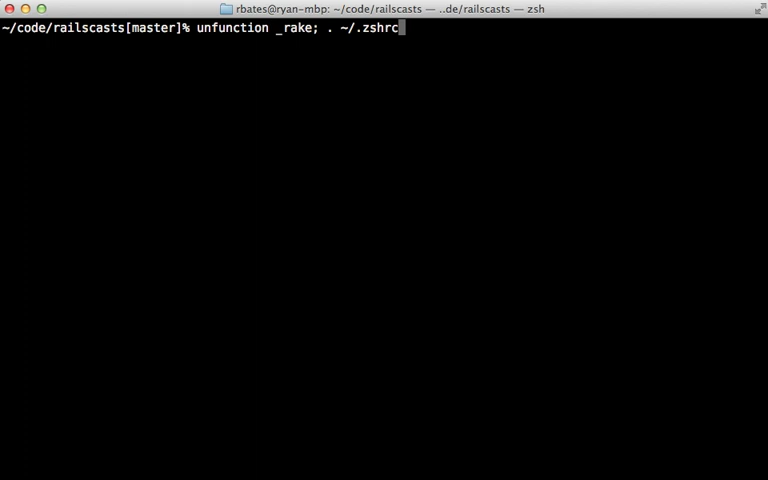 rbates@ryan-mbp: ~/code/railscasts — ..de/railscasts — zsh
~/code/railscasts[master]% unfunction _rake; . ~/.zshrc